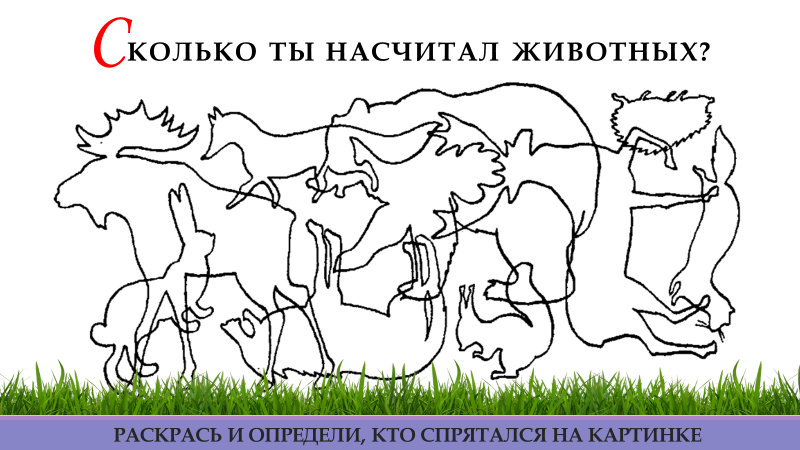 Сколько ты насчитал животных?
РАСКРАСЬ И ОПРЕДЕЛИ, КТО СПРЯТАЛСЯ НА КАРТИНКЕ